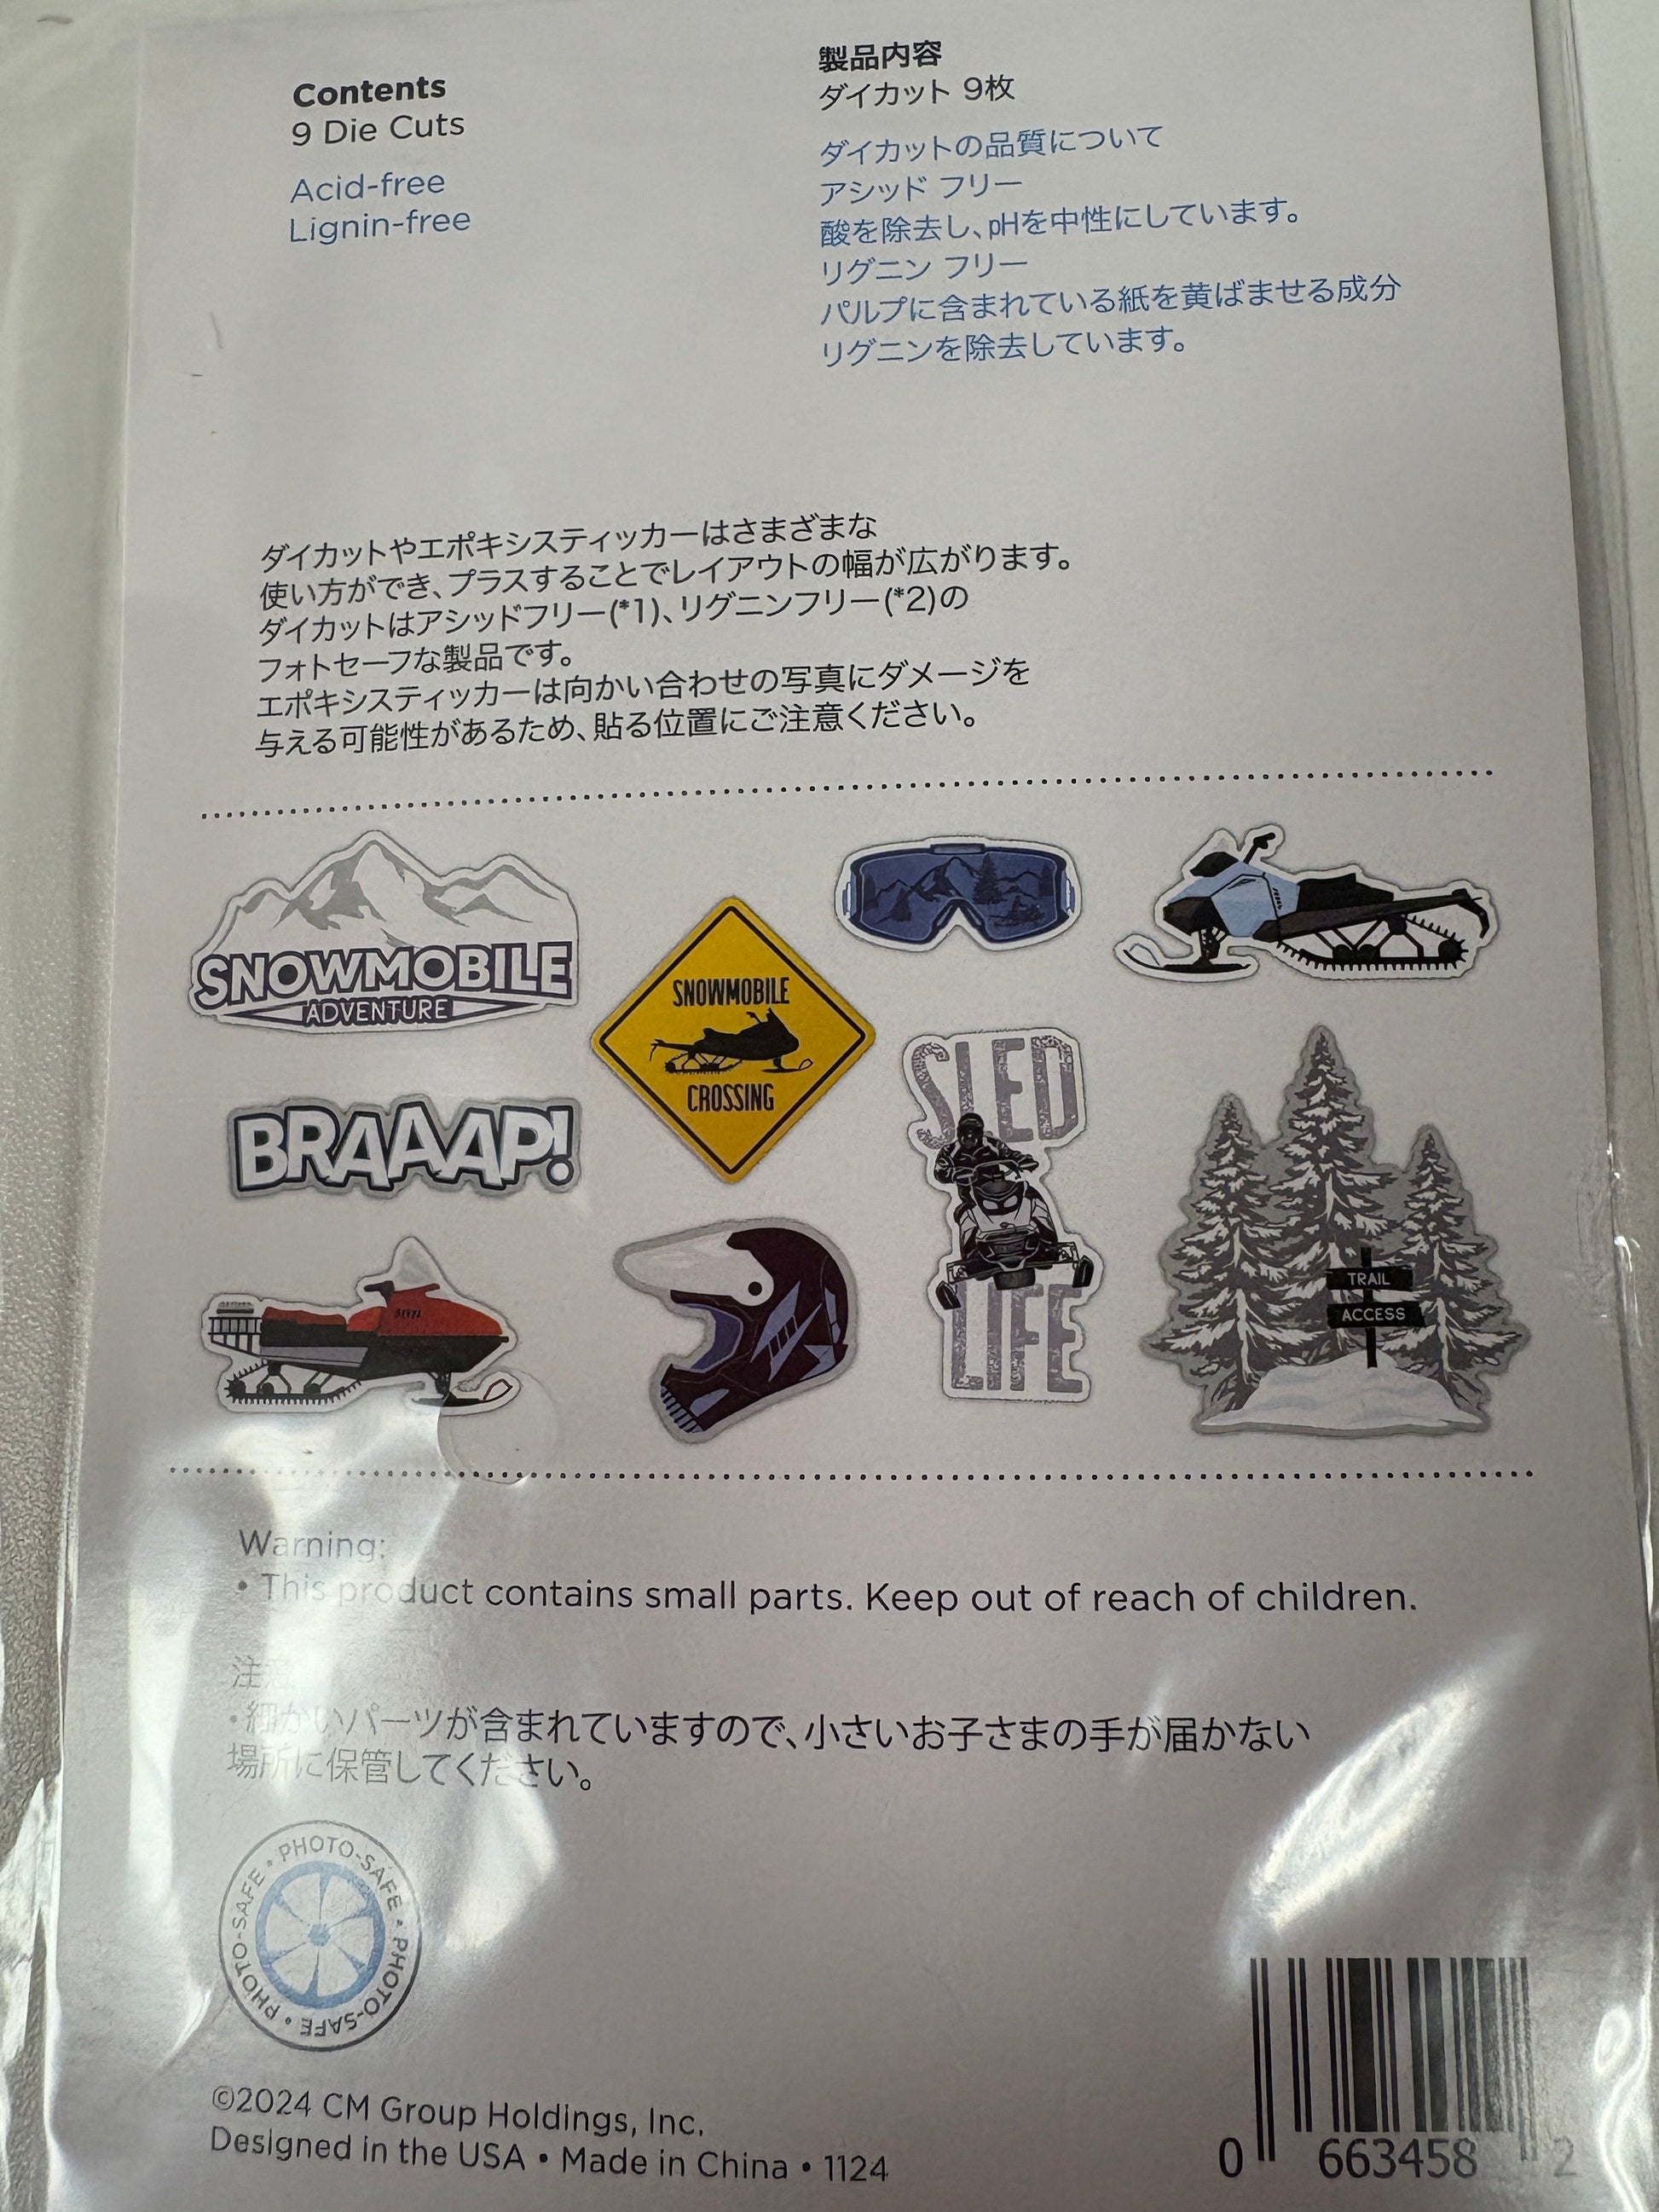 Contents
9 Die Cuts
Acid-free
Lignin-free
製品内容
ダイカット 9枚
ダイカットの品質について
アシッド フリー
酸を除去し、pHを中性にしています。
リグニン フリー
パルプに含まれている紙を黄ばませる成分
リグニンを除去しています。
ダイカットやエポキシスティッカーはさまざまな
使い方ができ、プラスすることでレイアウトの幅が広がります。
ダイカットはアシッドフリー(*1)、リグニンフリー(*2)の
フォトセーフな製品です。
エポキシスティッカーは向かい合わせの写真にダメージを
与える可能性があるため、貼る位置にご注意ください。
SNOWMOBILE
ADVENTURE
SNOWMOBILE
CROSSING
BRAAAP!
SLED
LIFE
TRAIL
ACCESS
Warning:
• This product contains small parts. Keep out of reach of children.
注意
・細かいパーツが含まれていますので、小さいお子さまの手が届かない
場所に保管してください。
PHOTO-SAFE • PHOTO-SAFE • PHOTO-SAFE •
©2024 CM Group Holdings, Inc.
Designed in the USA • Made in China • 1124
0 663458 2